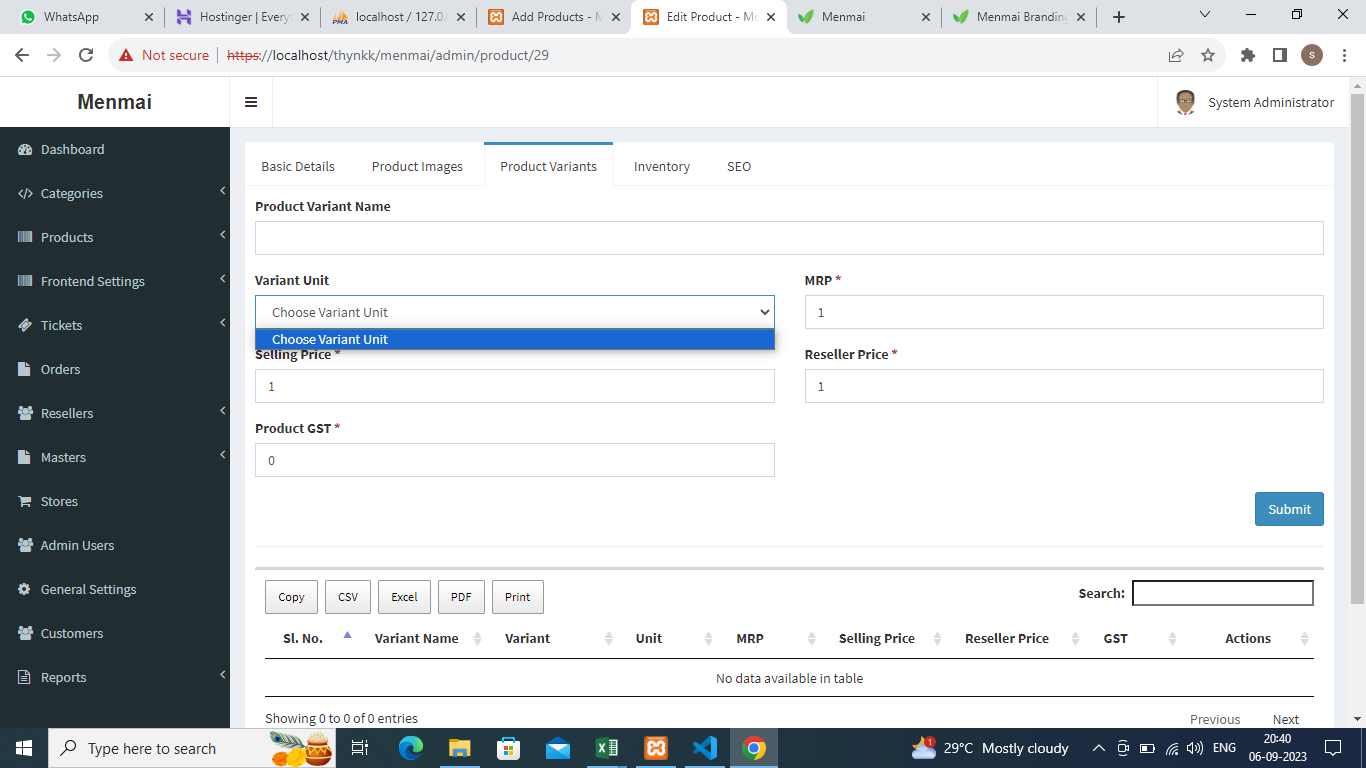 WhatsApp
Hostinger | Every
localhost / 127.0.
Add Products - M
Edit Product - Me
Menmai
Menmai Branding
Not secure
https://localhost/thynkk/menmai/admin/product/29
S
Menmai
System Administrator
Dashboard
Categories
Products
Frontend Settings
Tickets
Orders
Resellers
Masters
Stores
Admin Users
General Settings
Customers
Reports
Basic Details
Product Images
Product Variants
Inventory
SEO
Product Variant Name
Variant Unit
MRP *
Choose Variant Unit
1
Choose Variant Unit
Selling Price *
Reseller Price *
1
1
Product GST *
0
Submit
Copy
CSV
Excel
PDF
Print
Search:
Sl. No.
Variant Name
Variant
Unit
MRP
Selling Price
Reseller Price
GST
Actions
No data available in table
Showing 0 to 0 of 0 entries
Previous
Next
Type here to search
1
29°C Mostly cloudy
ENG
20:40
06-09-2023